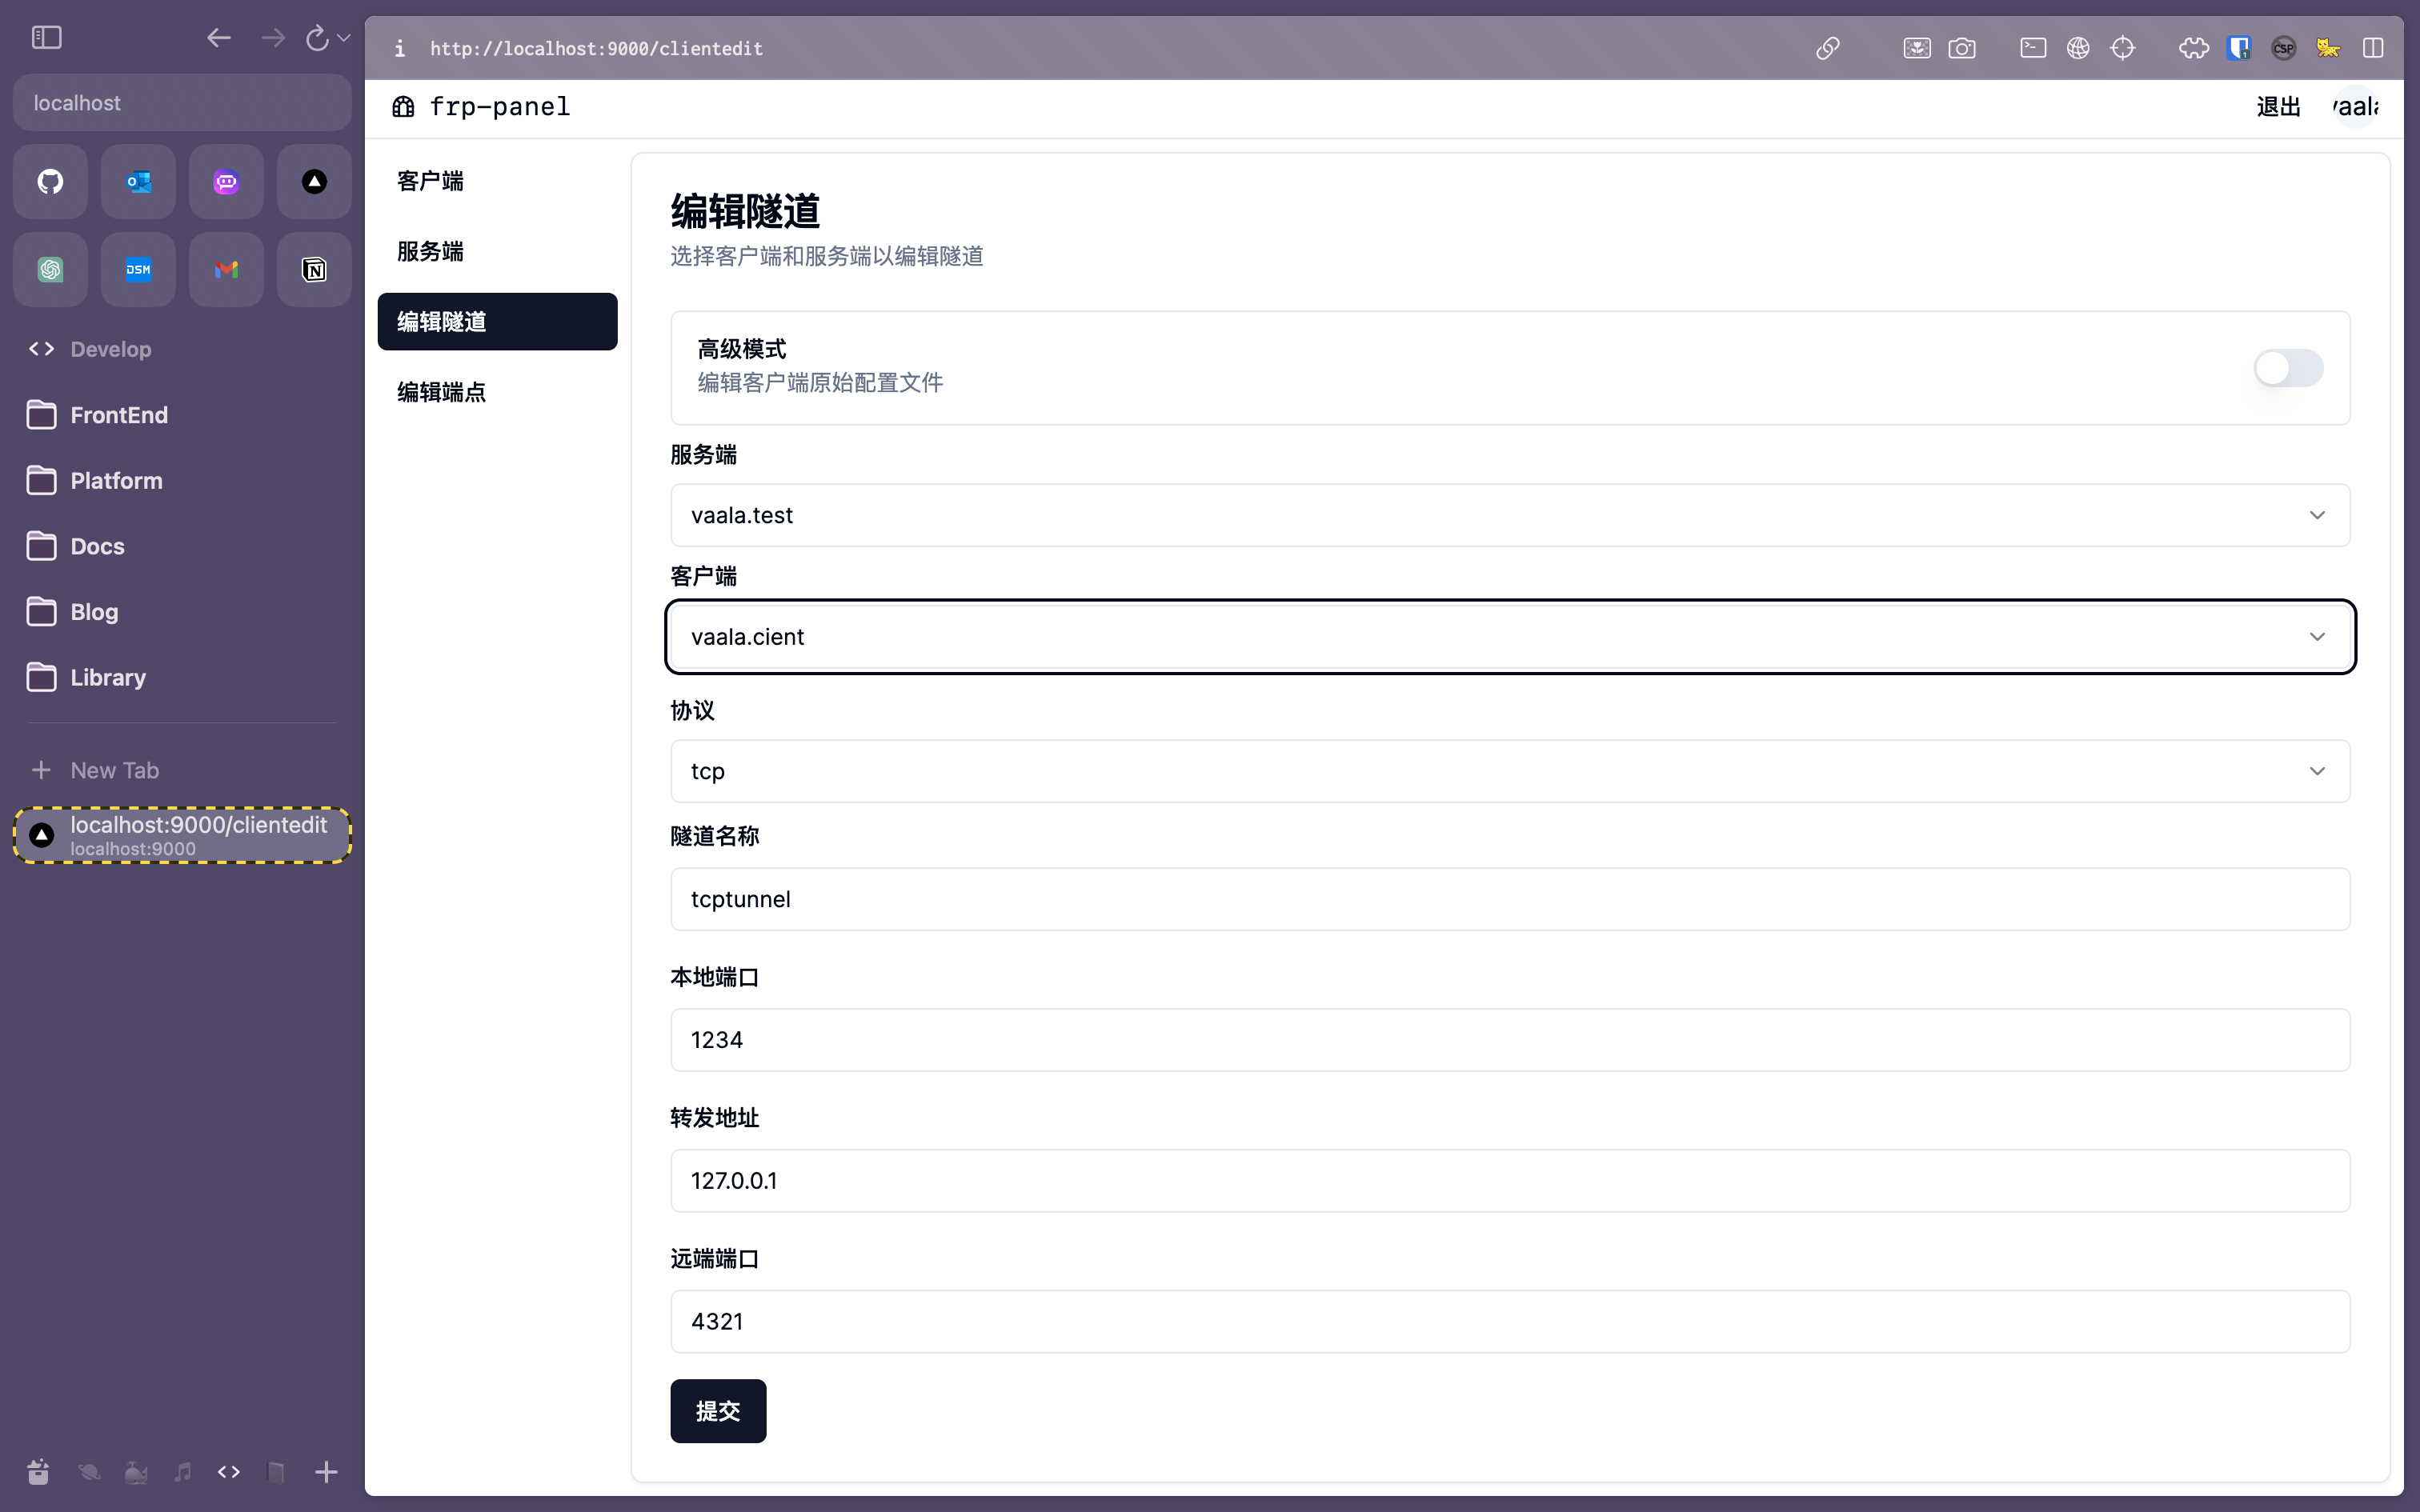 localhost
DSM
Develop
FrontEnd
Platform
Docs
Blog
Library
New Tab
localhost:9000/clientedit
localhost:9000
http://localhost:9000/clientedit
CSP
frp-panel
退出
vaala
客户端
服务端
编辑隧道
编辑端点
编辑隧道
选择客户端和服务端以编辑隧道
高级模式
编辑客户端原始配置文件
服务端
vaala.test
客户端
vaala.cient
协议
tcp
隧道名称
tcptunnel
本地端口
1234
转发地址
127.0.0.1
远端端口
4321
提交